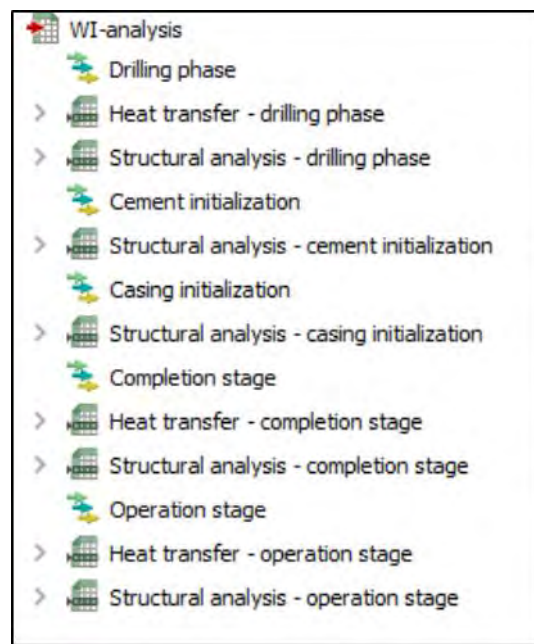 WI-analysis
Drilling phase
Heat transfer - drilling phase
Structural analysis - drilling phase
Cement initialization
Structural analysis - cement initialization
Casing initialization
Structural analysis - casing initialization
Completion stage
Heat transfer - completion stage
Structural analysis - completion stage
Operation stage
Heat transfer - operation stage
Structural analysis - operation stage